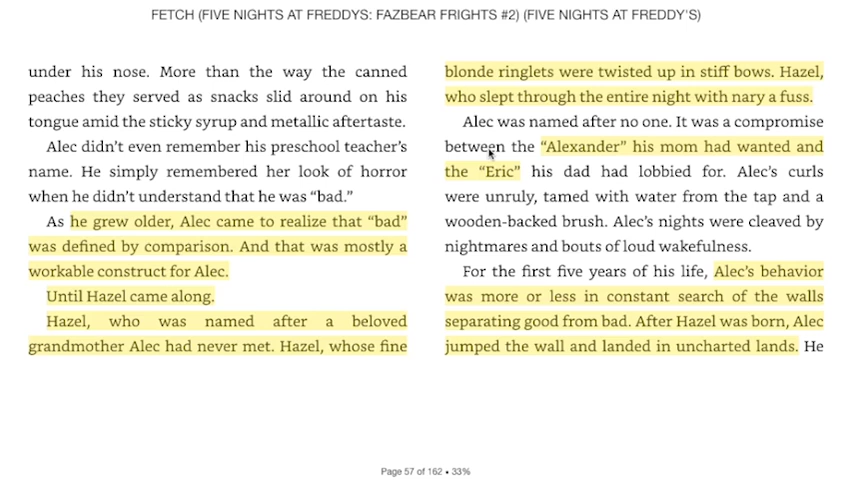 FETCH (FIVE NIGHTS AT FREDDYS: FAZBEAR FRIGHTS #2) (FIVE NIGHTS AT FREDDY'S)
under his nose. More than the way the canned
peaches they served as snacks slid around on his
tongue amid the sticky syrup and metallic aftertaste.
Alec didn’t even remember his preschool teacher’s
name. He simply remembered her look of horror
when he didn’t understand that he was “bad.”
As he grew older, Alec came to realize that “bad”
was defined by comparison. And that was mostly a
workable construct for Alec.
Until Hazel came along.
Hazel, who was named after a beloved
grandmother Alec had never met. Hazel, whose fine
blonde ringlets were twisted up in stiff bows. Hazel,
who slept through the entire night with nary a fuss.
Alec was named after no one. It was a compromise
between the “Alexander” his mom had wanted and
the “Eric” his dad had lobbied for. Alec’s curls
were unruly, tamed with water from the tap and a
wooden-backed brush. Alec’s nights were cleaved by
nightmares and bouts of loud wakefulness.
For the first five years of his life, Alec’s behavior
was more or less in constant search of the walls
separating good from bad. After Hazel was born, Alec
jumped the wall and landed in uncharted lands. He
Page 57 of 162 • 33%